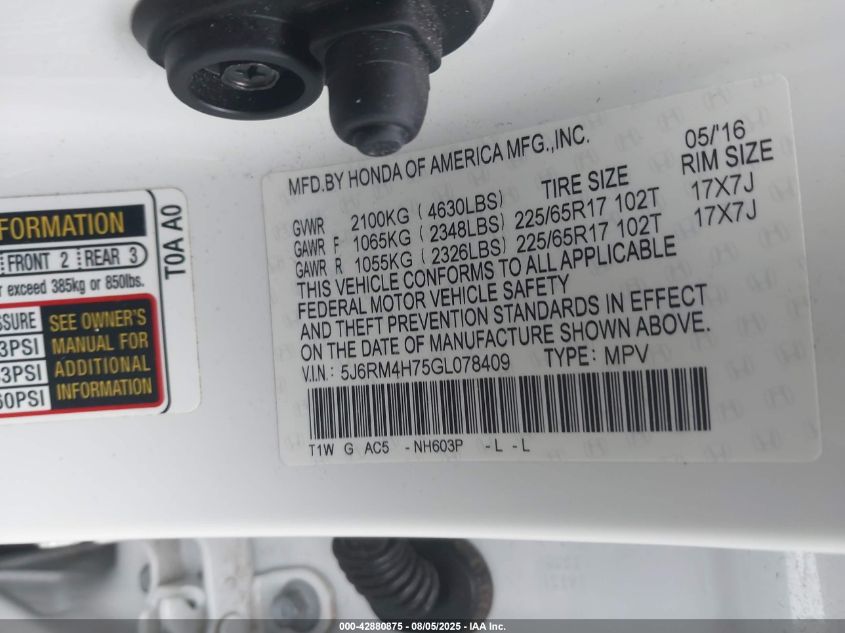 FORMATION
FRONT 2 REAR 3
exceed 385kg or 850lbs.
SSURE
3PSI
3PSI
60PSI
SEE OWNER'S
MANUAL FOR
ADDITIONAL
INFORMATION
T0A A0
MFD.BY HONDA OF AMERICA MFG.,INC. 05/'16
TIRE SIZE RIM SIZE
GVWR 2100KG (4630LBS)
GAWR F 1065KG (2348LBS) 225/65R17 102T 17X7J
GAWR R 1055KG (2326LBS) 225/65R17 102T 17X7J
THIS VEHICLE CONFORMS TO ALL APPLICABLE
FEDERAL MOTOR VEHICLE SAFETY
AND THEFT PREVENTION STANDARDS IN EFFECT
ON THE DATE OF MANUFACTURE SHOWN ABOVE.
V.I.N.: 5J6RM4H75GL078409 TYPE: MPV
T1W G AC5 -NH603P -L -L
000-42880875 - 08/05/2025 - IAA Inc.